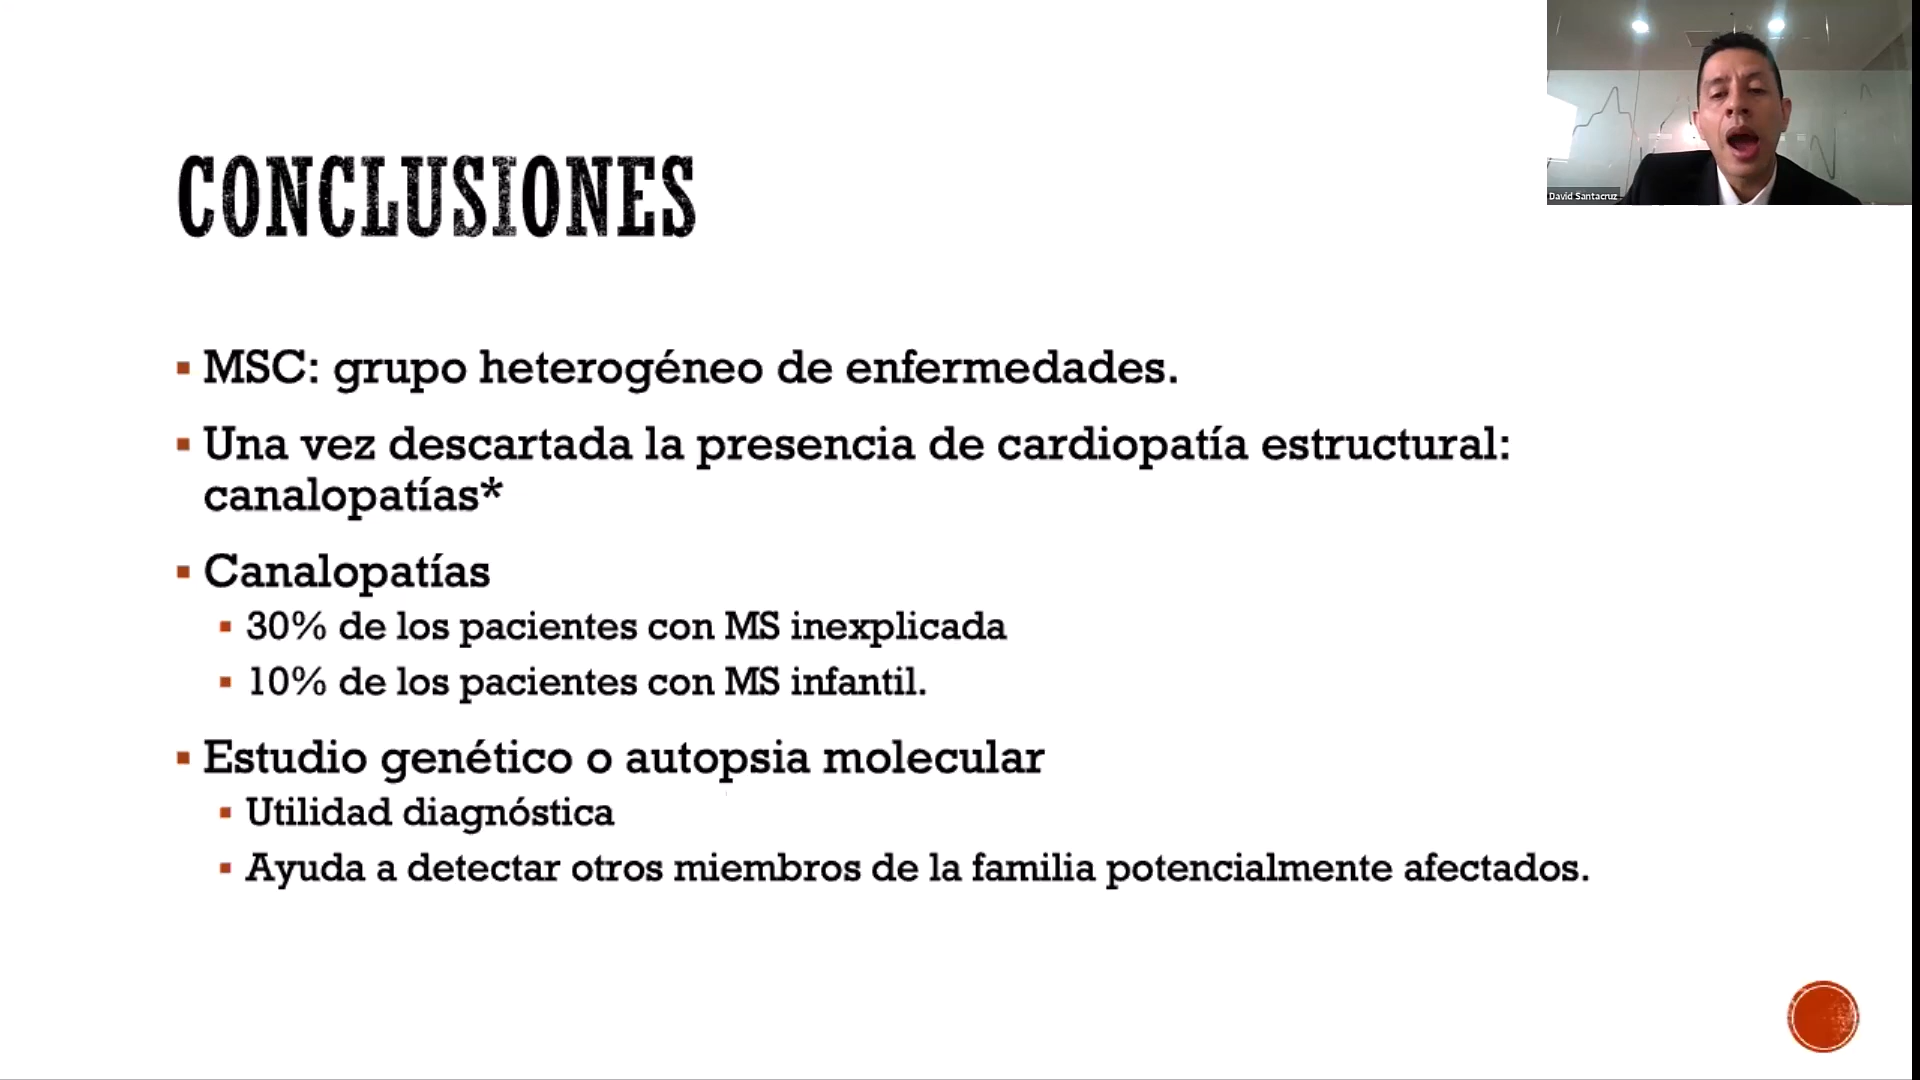 CONCLUSIONES
David Santacruz
MSC: grupo heterogéneo de enfermedades.
Una vez descartada la presencia de cardiopatía estructural:
canalopatías*
Canalopatías
30% de los pacientes con MS inexplicada
10% de los pacientes con MS infantil.
Estudio genético o autopsia molecular
Utilidad diagnóstica
Ayuda a detectar otros miembros de la familia potencialmente afectados.